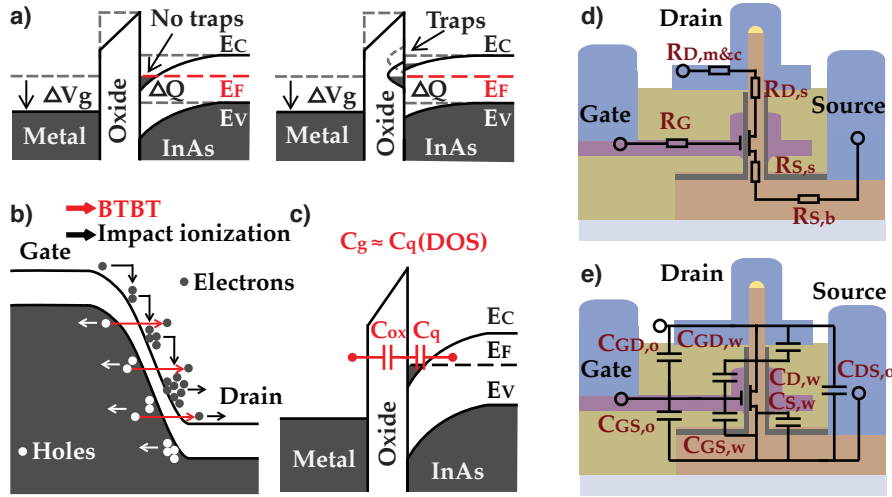 a)
No traps
EC
ΔVg
ΔQ
EF
EV
Metal
Oxide
InAs
Traps
EC
ΔVg
ΔQ
EF
EV
Metal
Oxide
InAs
b)
BTBT
Impact ionization
Gate
Electrons
Drain
Holes
c)
Cg ≈ Cq(DOS)
Cox
Cq
EC
EF
EV
Metal
Oxide
InAs
d)
Drain
RD,m&c
RD,s
Source
Gate
RG
RS,s
RS,b
e)
Drain
Source
CGD,o
CGD,w
Gate
CD,w
CDS,o
CS,w
CGS,o
CGS,w